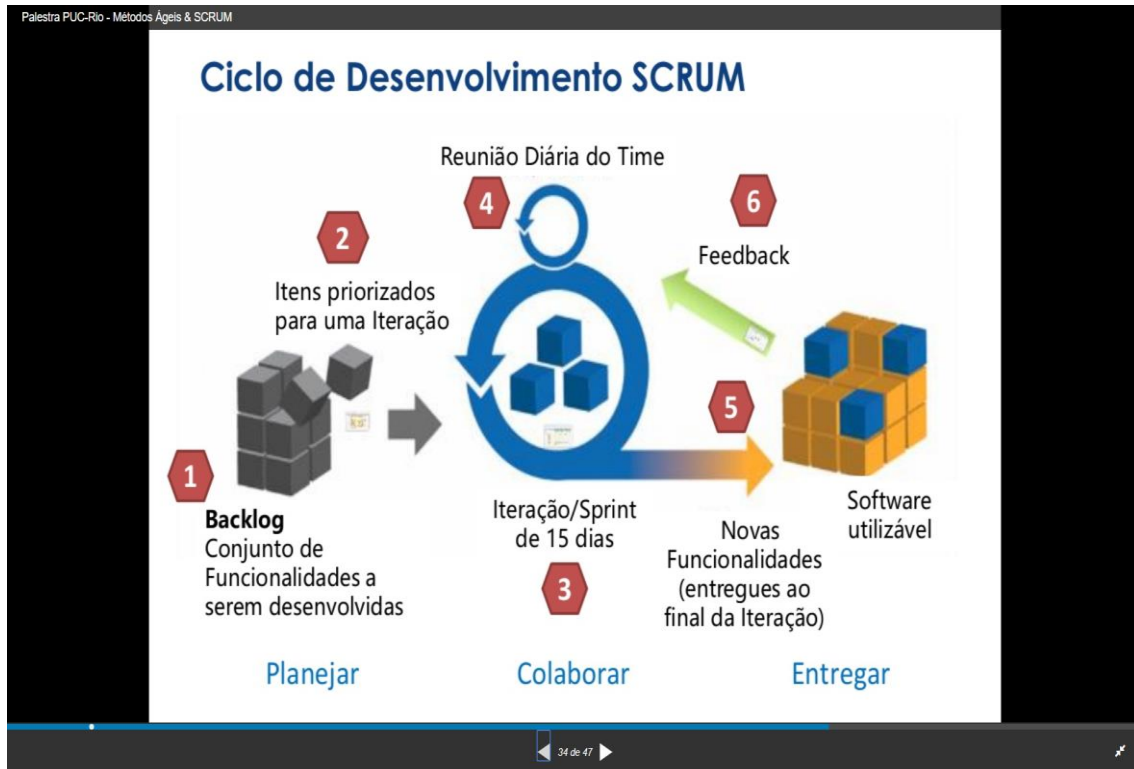 Palestra PUC-Rio - Métodos Ágeis & SCRUM
Ciclo de Desenvolvimento SCRUM
Reunião Diária do Time
4
6
2
Feedback
Itens priorizados
para uma Iteração
5
1
Backlog
Conjunto de
Funcionalidades a
serem desenvolvidas
Iteração/Sprint
de 15 dias
3
Novas
Funcionalidades
(entregues ao
final da Iteração)
Software
utilizável
Planejar
Colaborar
Entregar
34 de 47